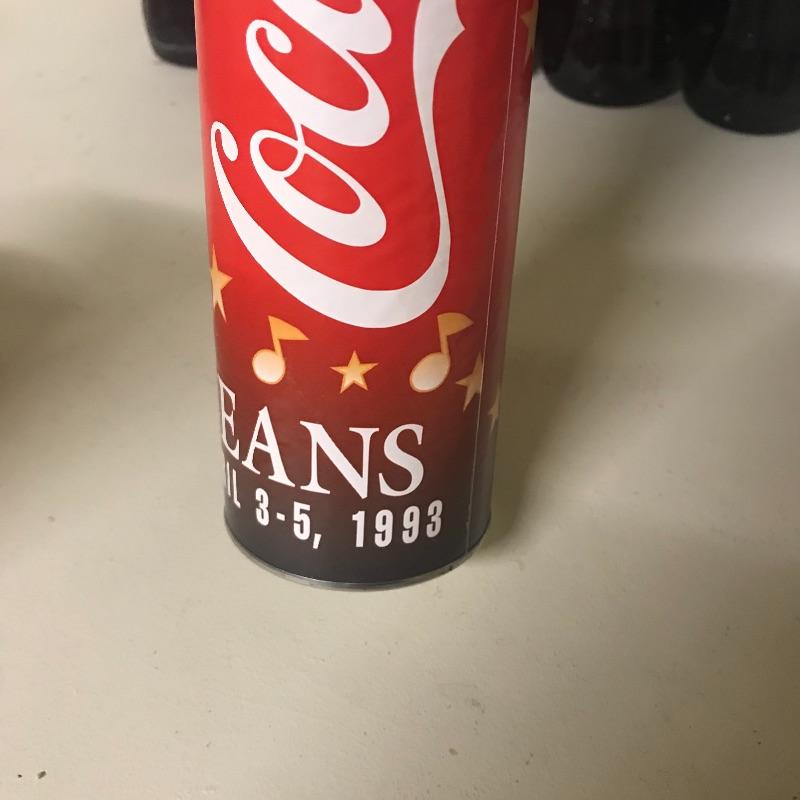 Coca
EANS
IL 3-5, 1993